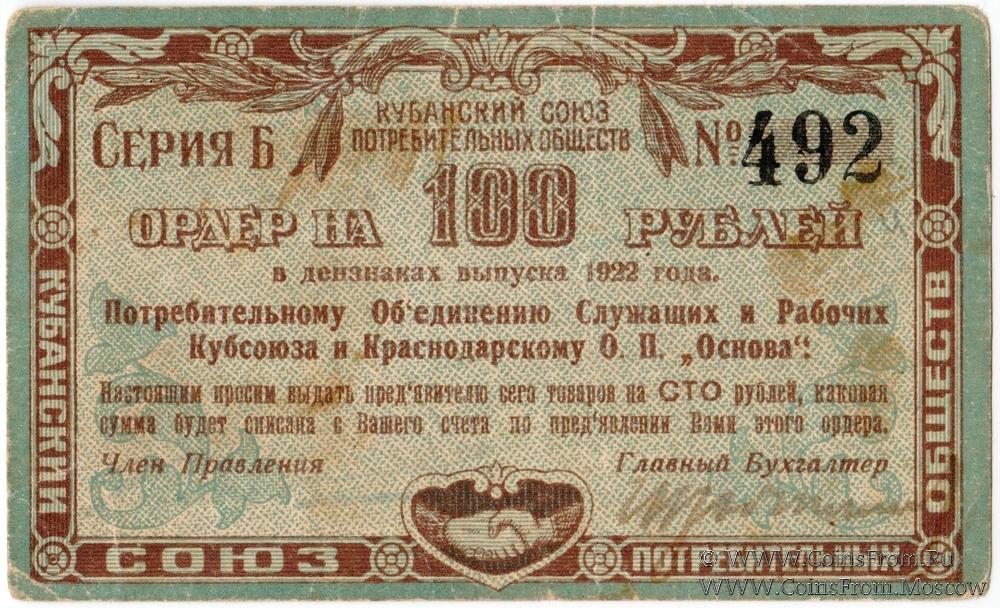 КУБАНСКИЙ СОЮЗ
ПОТРЕБИТЕЛЬНЫХ ОБЩЕСТВ
СЕРИЯ Б
№ 492
ОРДЕР НА 100 РУБЛЕЙ
в дензнаках выпуска 1922 года.
Потребительному Об'единению Служащих и Рабочих
Кубсоюза и Краснодарскому О. П. „Основа“:
Настоящим просим выдать пред'явителю сего товаров на СТО рублей, каковая
сумма будет списана с Вашего счета по пред'явлении Вами этого ордера.
Член Правления
Главный Бухгалтер
КУБАНСКИЙ
СОЮЗ
ОБЩЕСТВ
© WWW.CoinsFrom.Ru
WWW.CoinsFrom.Moscow